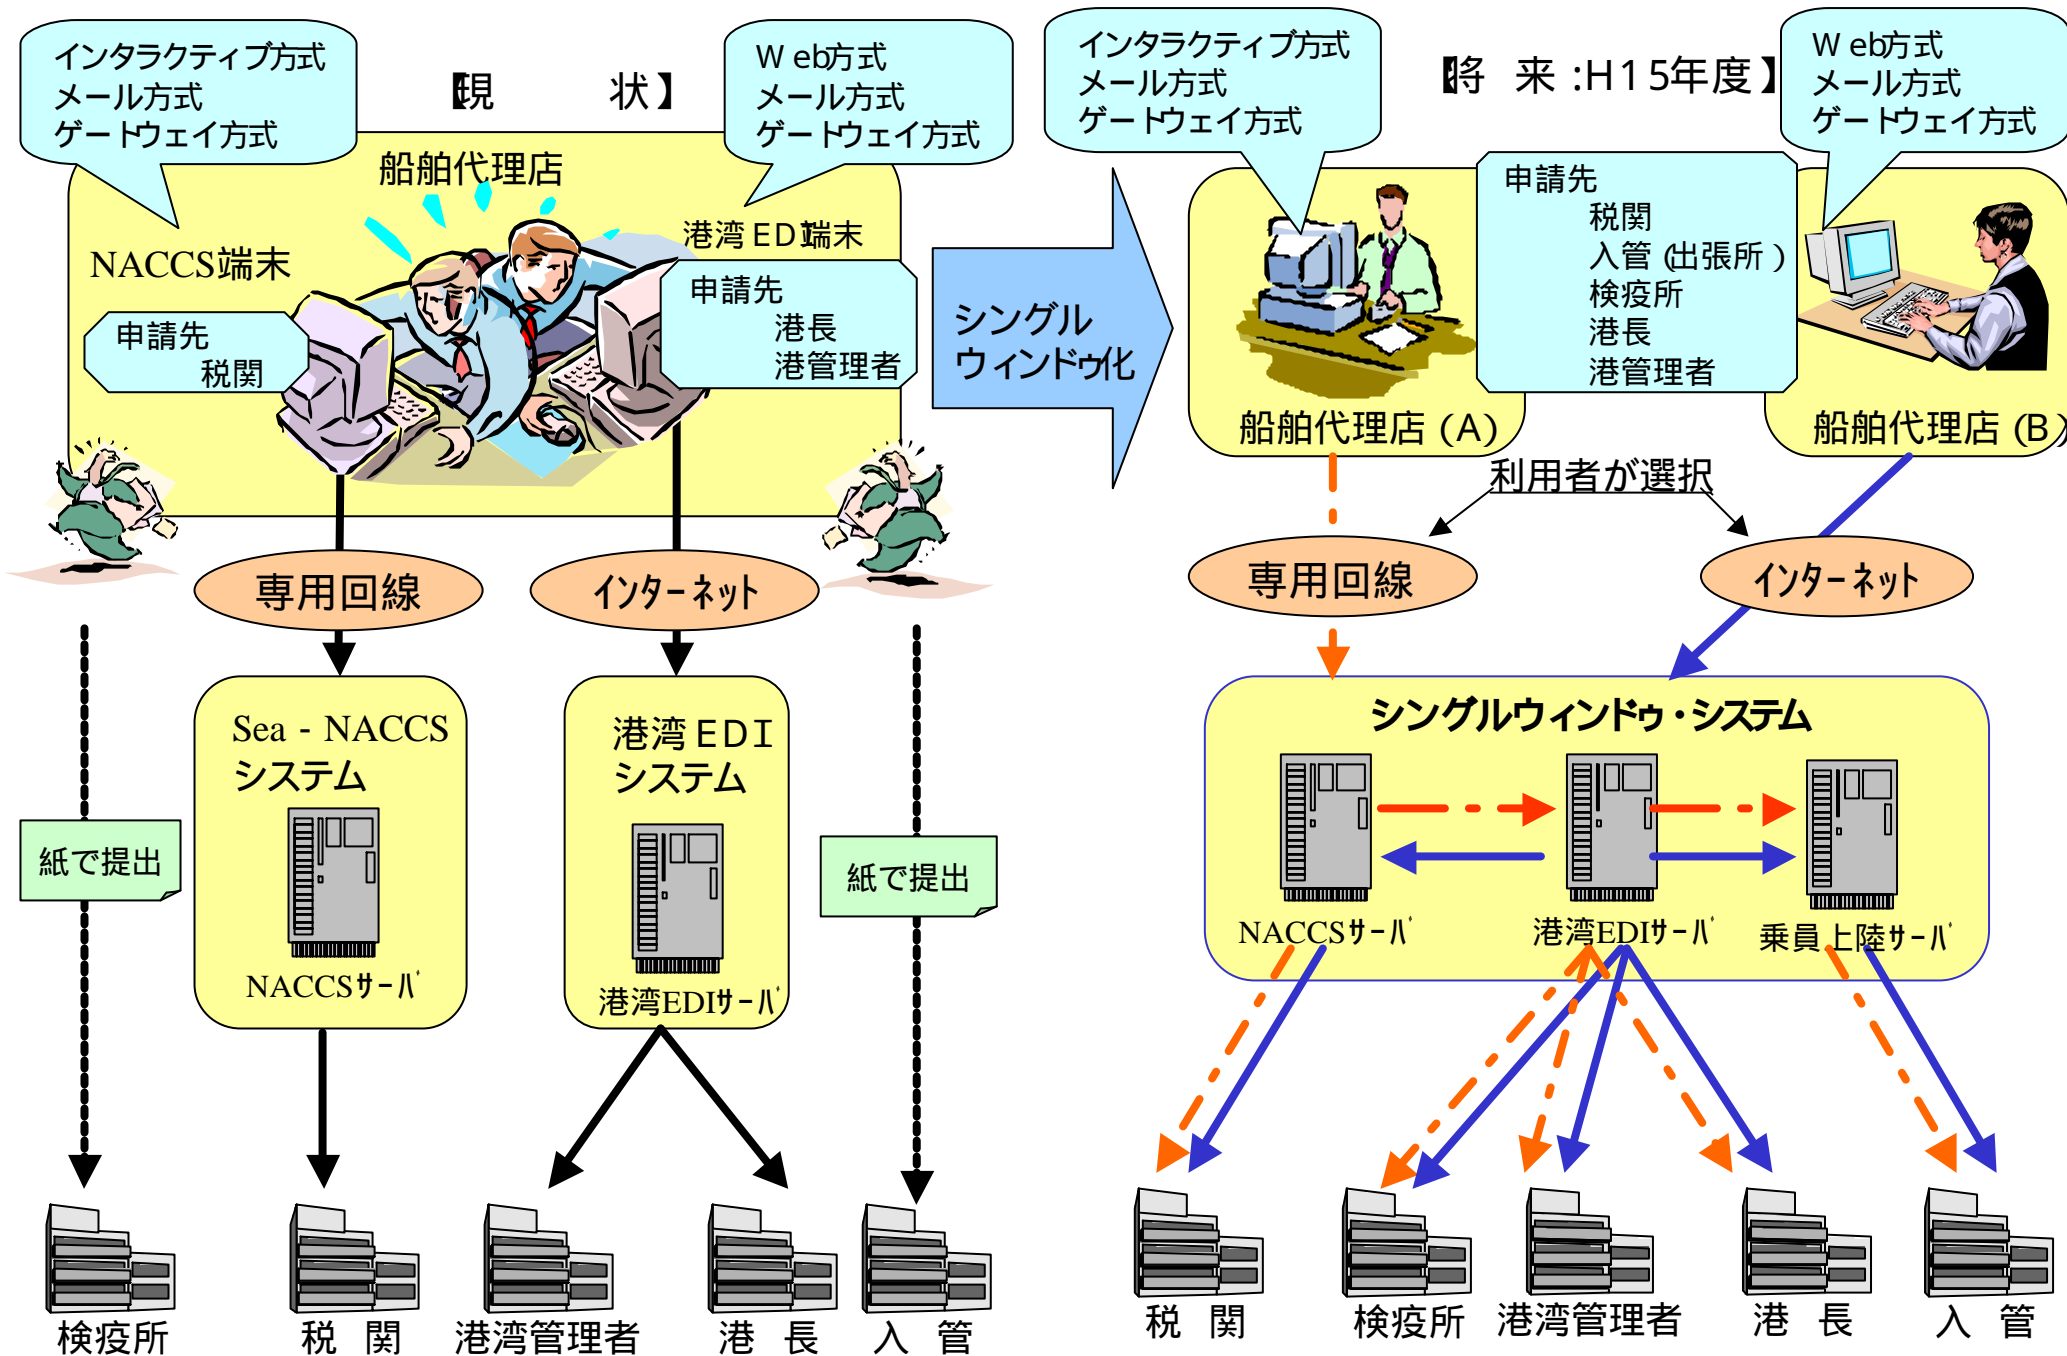 インタラクティブ方式
メール方式
ゲートウェイ方式
【現　　状】
Web方式
メール方式
ゲートウェイ方式
船舶代理店
NACCS端末
港湾EDI端末
申請先
税関
申請先
港長
港管理者
専用回線
インターネット
紙で提出
Sea - NACCS
システム
NACCSサーバ
港湾EDI
システム
港湾EDIサーバ
紙で提出
検疫所
税 関
港湾管理者
港 長
入 管
シングル
ウィンドゥ化
インタラクティブ方式
メール方式
ゲートウェイ方式
【将 来:H15年度】
Web方式
メール方式
ゲートウェイ方式
申請先
税関
入管(出張所)
検疫所
港長
港管理者
船舶代理店(A)
船舶代理店(B)
利用者が選択
専用回線
インターネット
シングルウィンドゥ・システム
NACCSサーバ
港湾EDIサーバ
乗員上陸サーバ
税 関
検疫所
港湾管理者
港 長
入 管